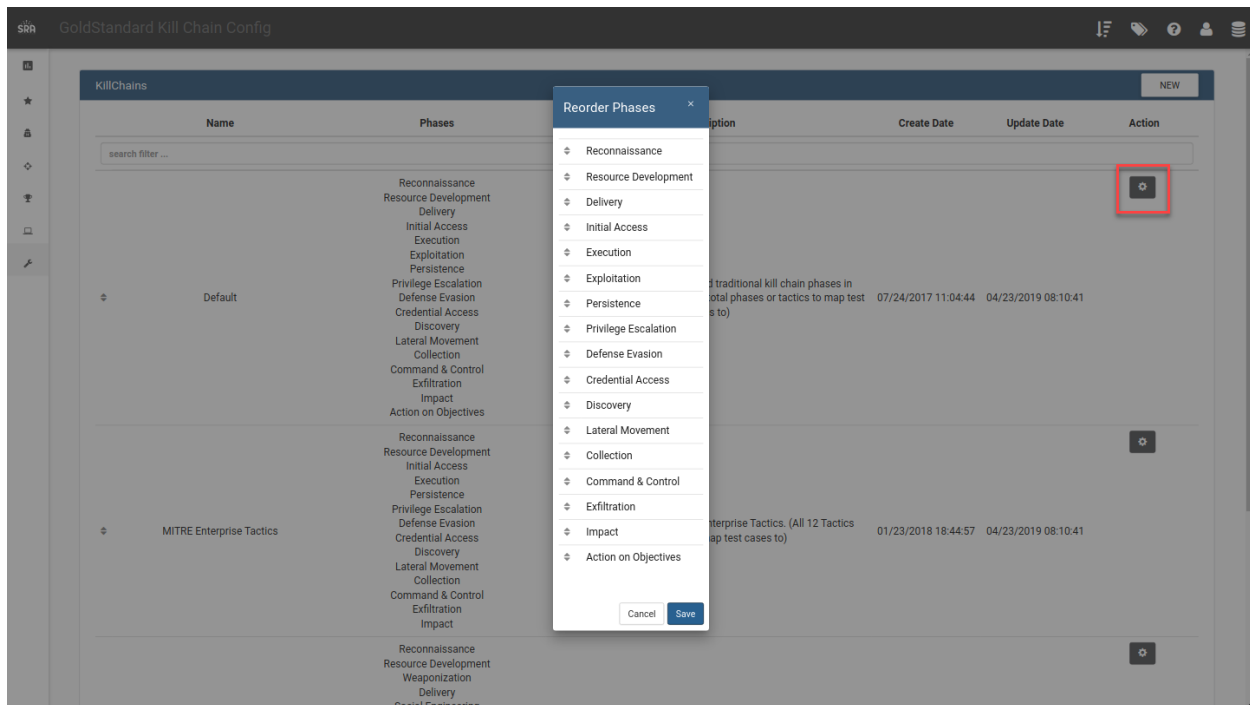 SRA GoldStandard Kill Chain Config
KillChains
NEW
Name Phases iption Create Date Update Date Action
search filter ...
Reconnaissance
Resource Development
Delivery
Initial Access
Execution
Exploitation
Persistence
Privilege Escalation
Defense Evasion
Credential Access
Discovery
Lateral Movement
Collection
Command & Control
Exfiltration
Impact
Action on Objectives
Default
traditional kill chain phases in
otal phases or tactics to map test
s to)
07/24/2017 11:04:44 04/23/2019 08:10:41
Reconnaissance
Resource Development
Initial Access
Execution
Persistence
Privilege Escalation
Defense Evasion
Credential Access
Discovery
Lateral Movement
Collection
Command & Control
Exfiltration
Impact
MITRE Enterprise Tactics
nterprise Tactics. (All 12 Tactics
ap test cases to)
01/23/2018 18:44:57 04/23/2019 08:10:41
Reconnaissance
Resource Development
Weaponization
Delivery
Social Engineering
Reorder Phases ×
Reconnaissance
Resource Development
Delivery
Initial Access
Execution
Exploitation
Persistence
Privilege Escalation
Defense Evasion
Credential Access
Discovery
Lateral Movement
Collection
Command & Control
Exfiltration
Impact
Action on Objectives
Cancel Save